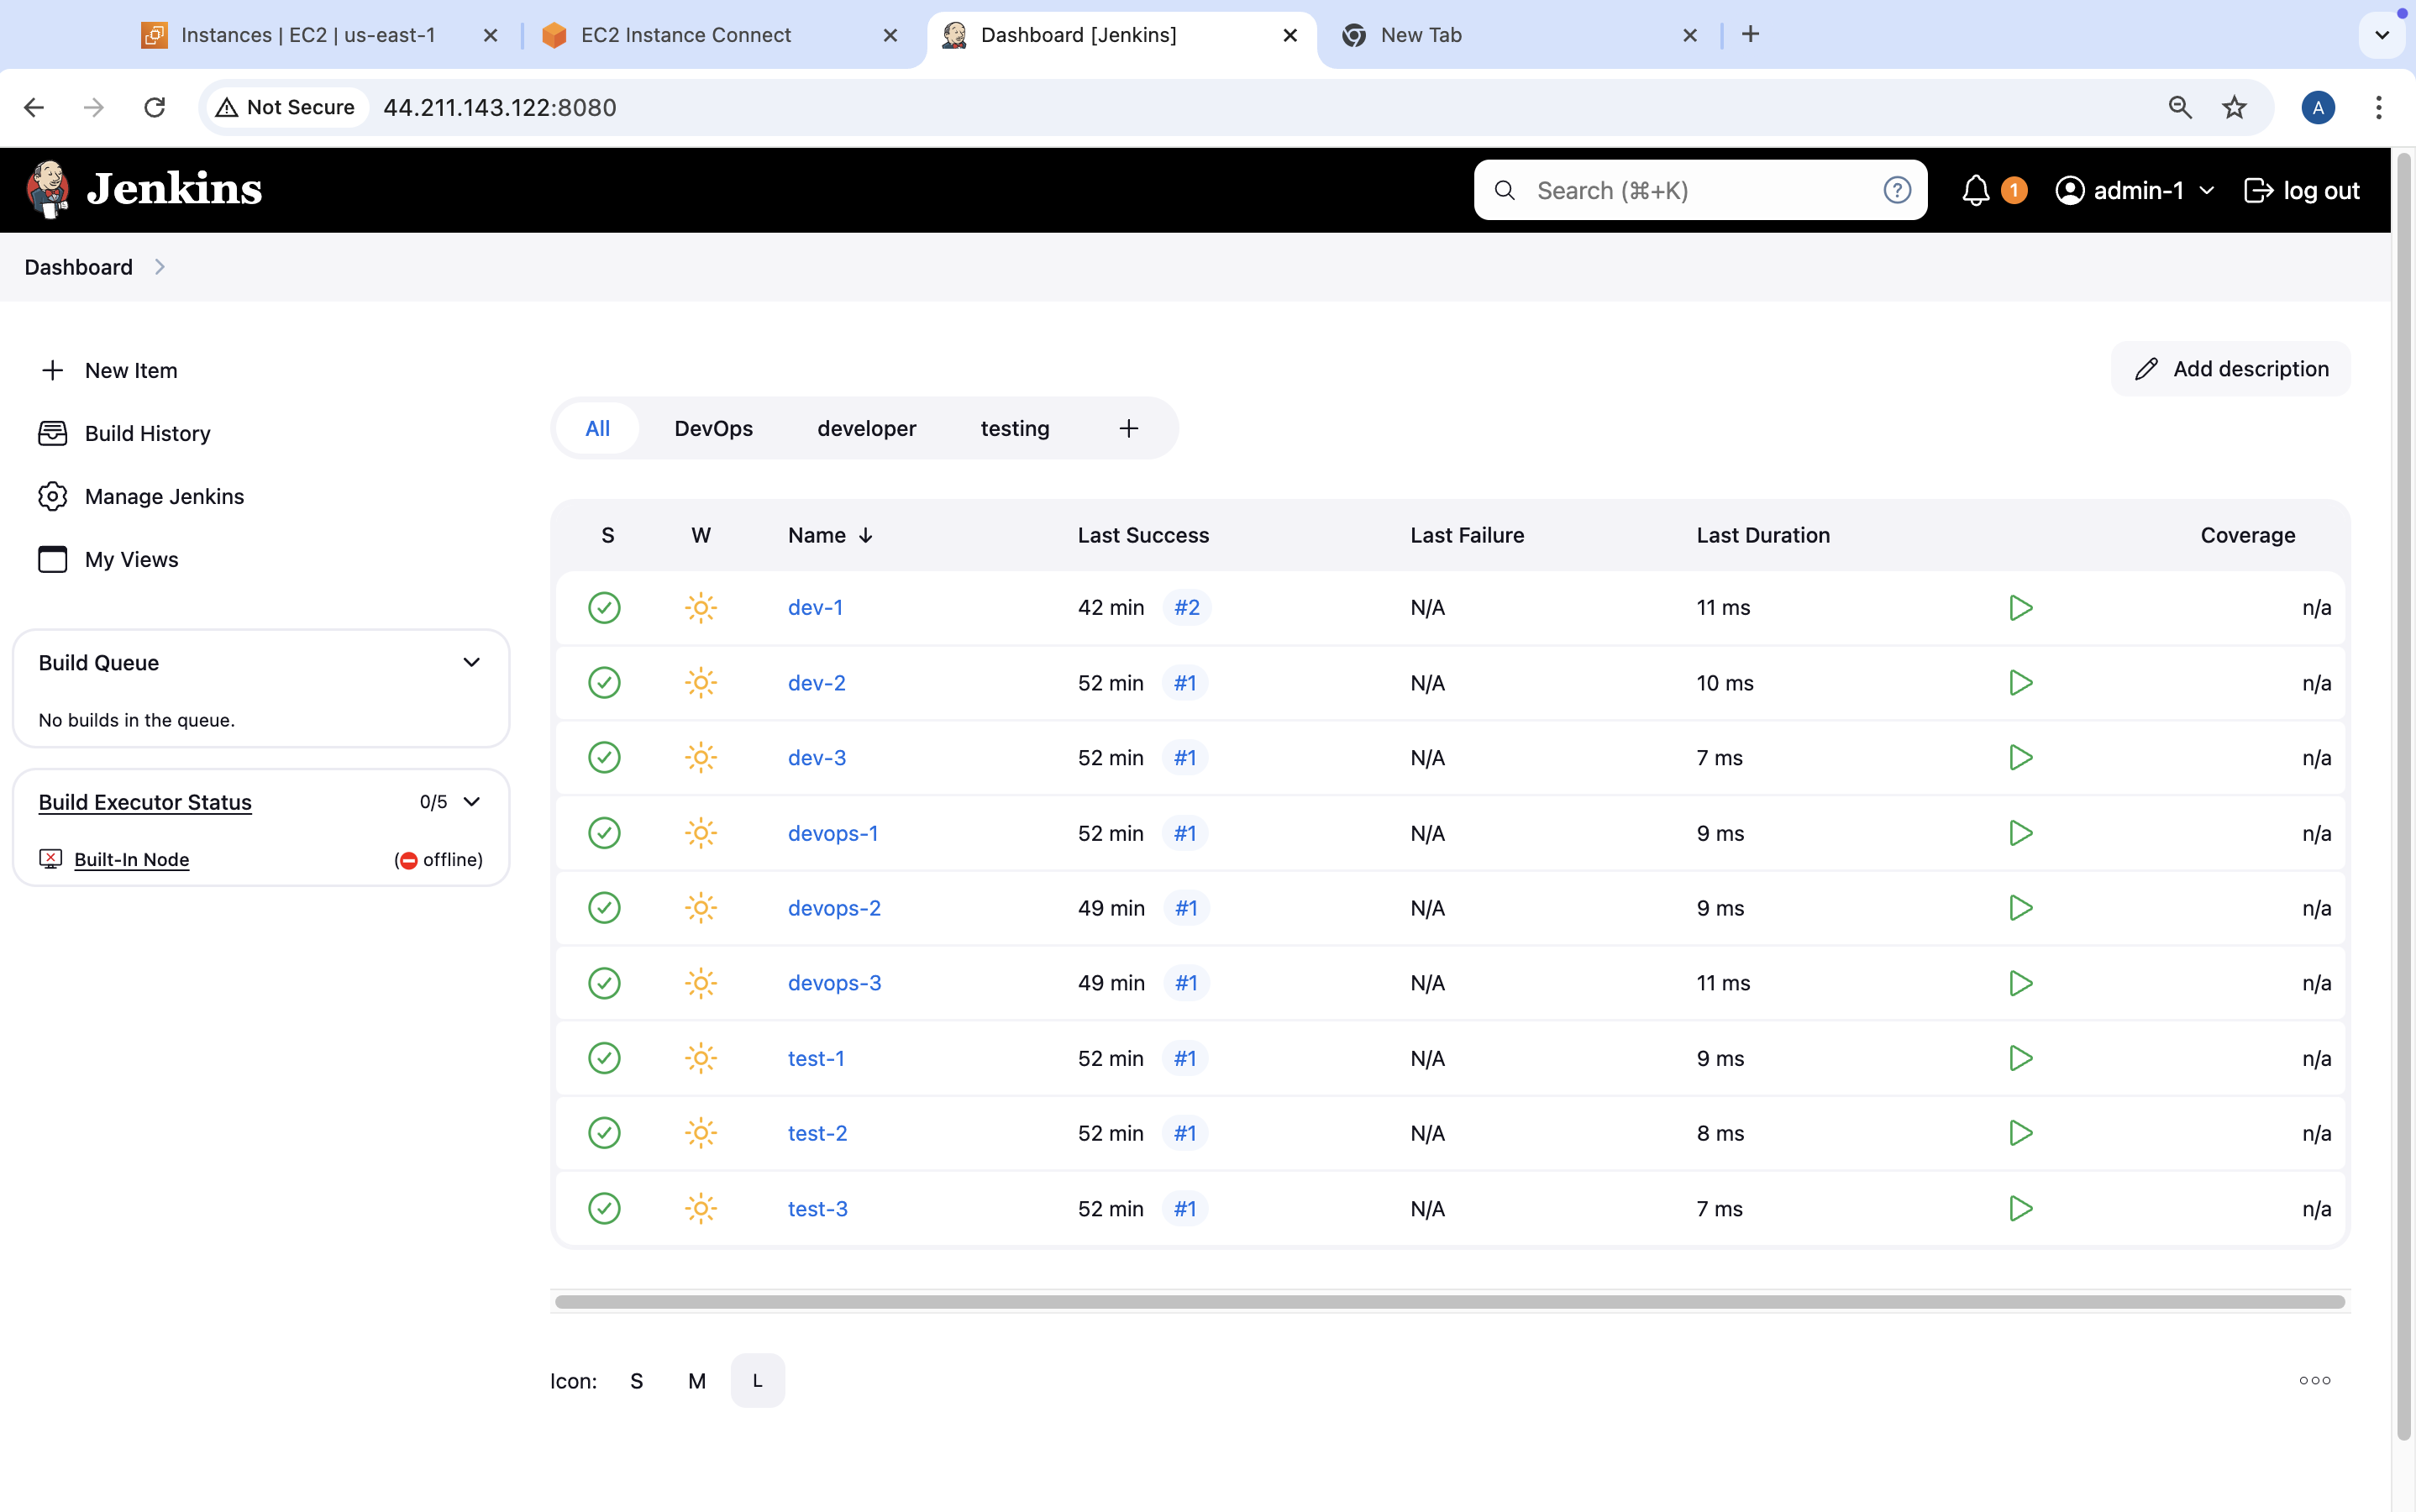 Instances | EC2 | us-east-1
EC2 Instance Connect
Dashboard [Jenkins]
New Tab
Not Secure
44.211.143.122:8080
A
Jenkins
Search (⌘+K)
?
1
admin-1
log out
Dashboard
New Item
Build History
Manage Jenkins
My Views
Build Queue
No builds in the queue.
Build Executor Status 0/5
Built-In Node (offline)
Add description
All DevOps developer testing +
S W Name ↓ Last Success Last Failure Last Duration Coverage
dev-1 42 min #2 N/A 11 ms n/a
dev-2 52 min #1 N/A 10 ms n/a
dev-3 52 min #1 N/A 7 ms n/a
devops-1 52 min #1 N/A 9 ms n/a
devops-2 49 min #1 N/A 9 ms n/a
devops-3 49 min #1 N/A 11 ms n/a
test-1 52 min #1 N/A 9 ms n/a
test-2 52 min #1 N/A 8 ms n/a
test-3 52 min #1 N/A 7 ms n/a
Icon: S M L